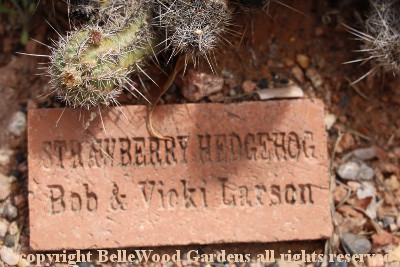 STRAWBERRY HEDGEHOG
Bob & Vicki Larson
copyright BelleWood Gardens, all rights reserved